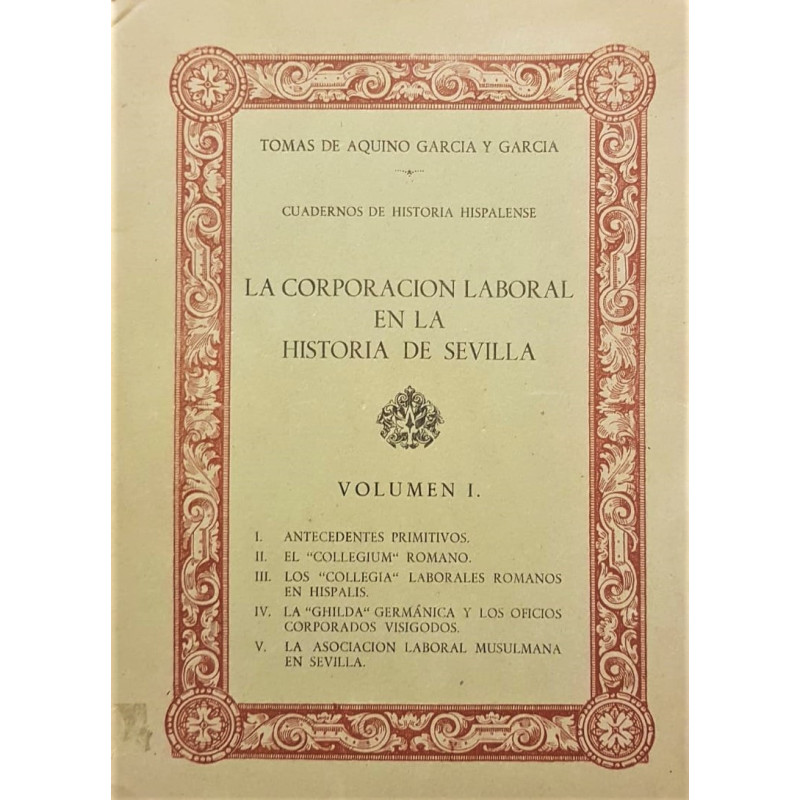 TOMAS DE AQUINO GARCIA Y GARCIA
CUADERNOS DE HISTORIA HISPALENSE
LA CORPORACION LABORAL
EN LA
HISTORIA DE SEVILLA
VOLUMEN I.
I. ANTECEDENTES PRIMITIVOS.
II. EL "COLLEGIUM" ROMANO.
III. LOS "COLLEGIA" LABORALES ROMANOS
EN HISPALIS.
IV. LA "GHILDA" GERMÁNICA Y LOS OFICIOS
CORPORADOS VISIGODOS.
V. LA ASOCIACION LABORAL MUSULMANA
EN SEVILLA.